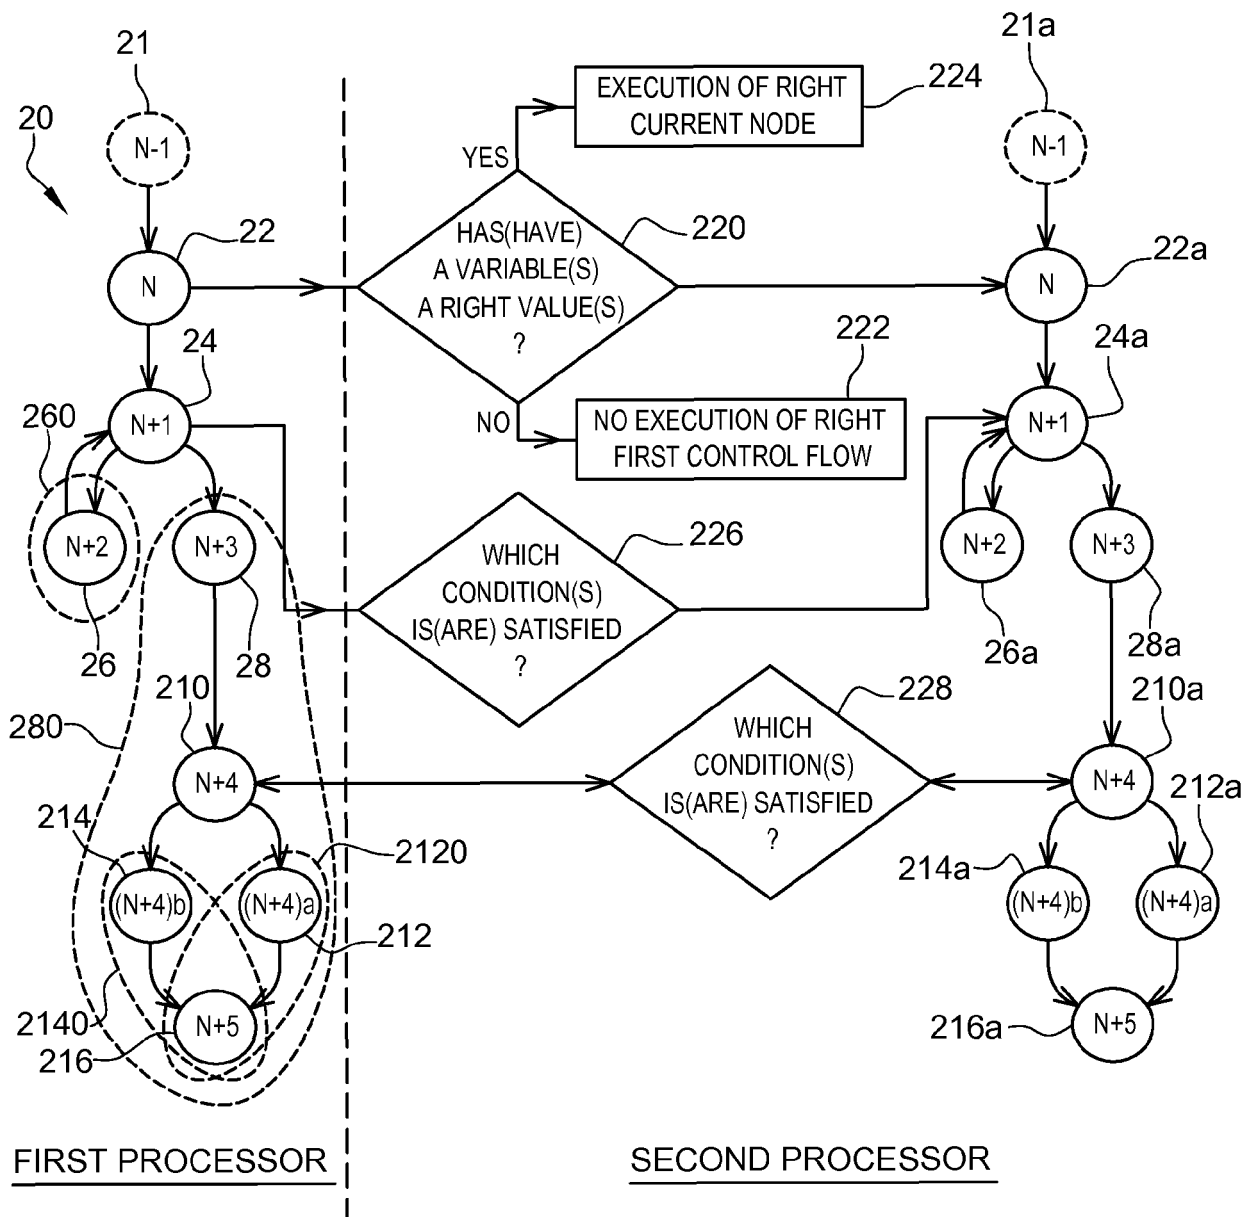 21
21a
20
N-1
EXECUTION OF RIGHT
CURRENT NODE
224
N-1
YES
22
HAS(HAVE)
A VARIABLE(S)
A RIGHT VALUE(S)
?
220
N
N
22a
24
222
24a
260
N+1
NO
NO EXECUTION OF RIGHT
FIRST CONTROL FLOW
N+1
N+2
N+3
WHICH
CONDITION(S)
IS(ARE) SATISFIED
?
226
N+2
N+3
26
28
26a
28a
210
228
210a
280
N+4
WHICH
CONDITION(S)
IS(ARE) SATISFIED
?
N+4
214
2120
212a
214a
(N+4)b
(N+4)a
212
(N+4)b
(N+4)a
2140
216
N+5
216a
N+5
FIRST PROCESSOR
SECOND PROCESSOR